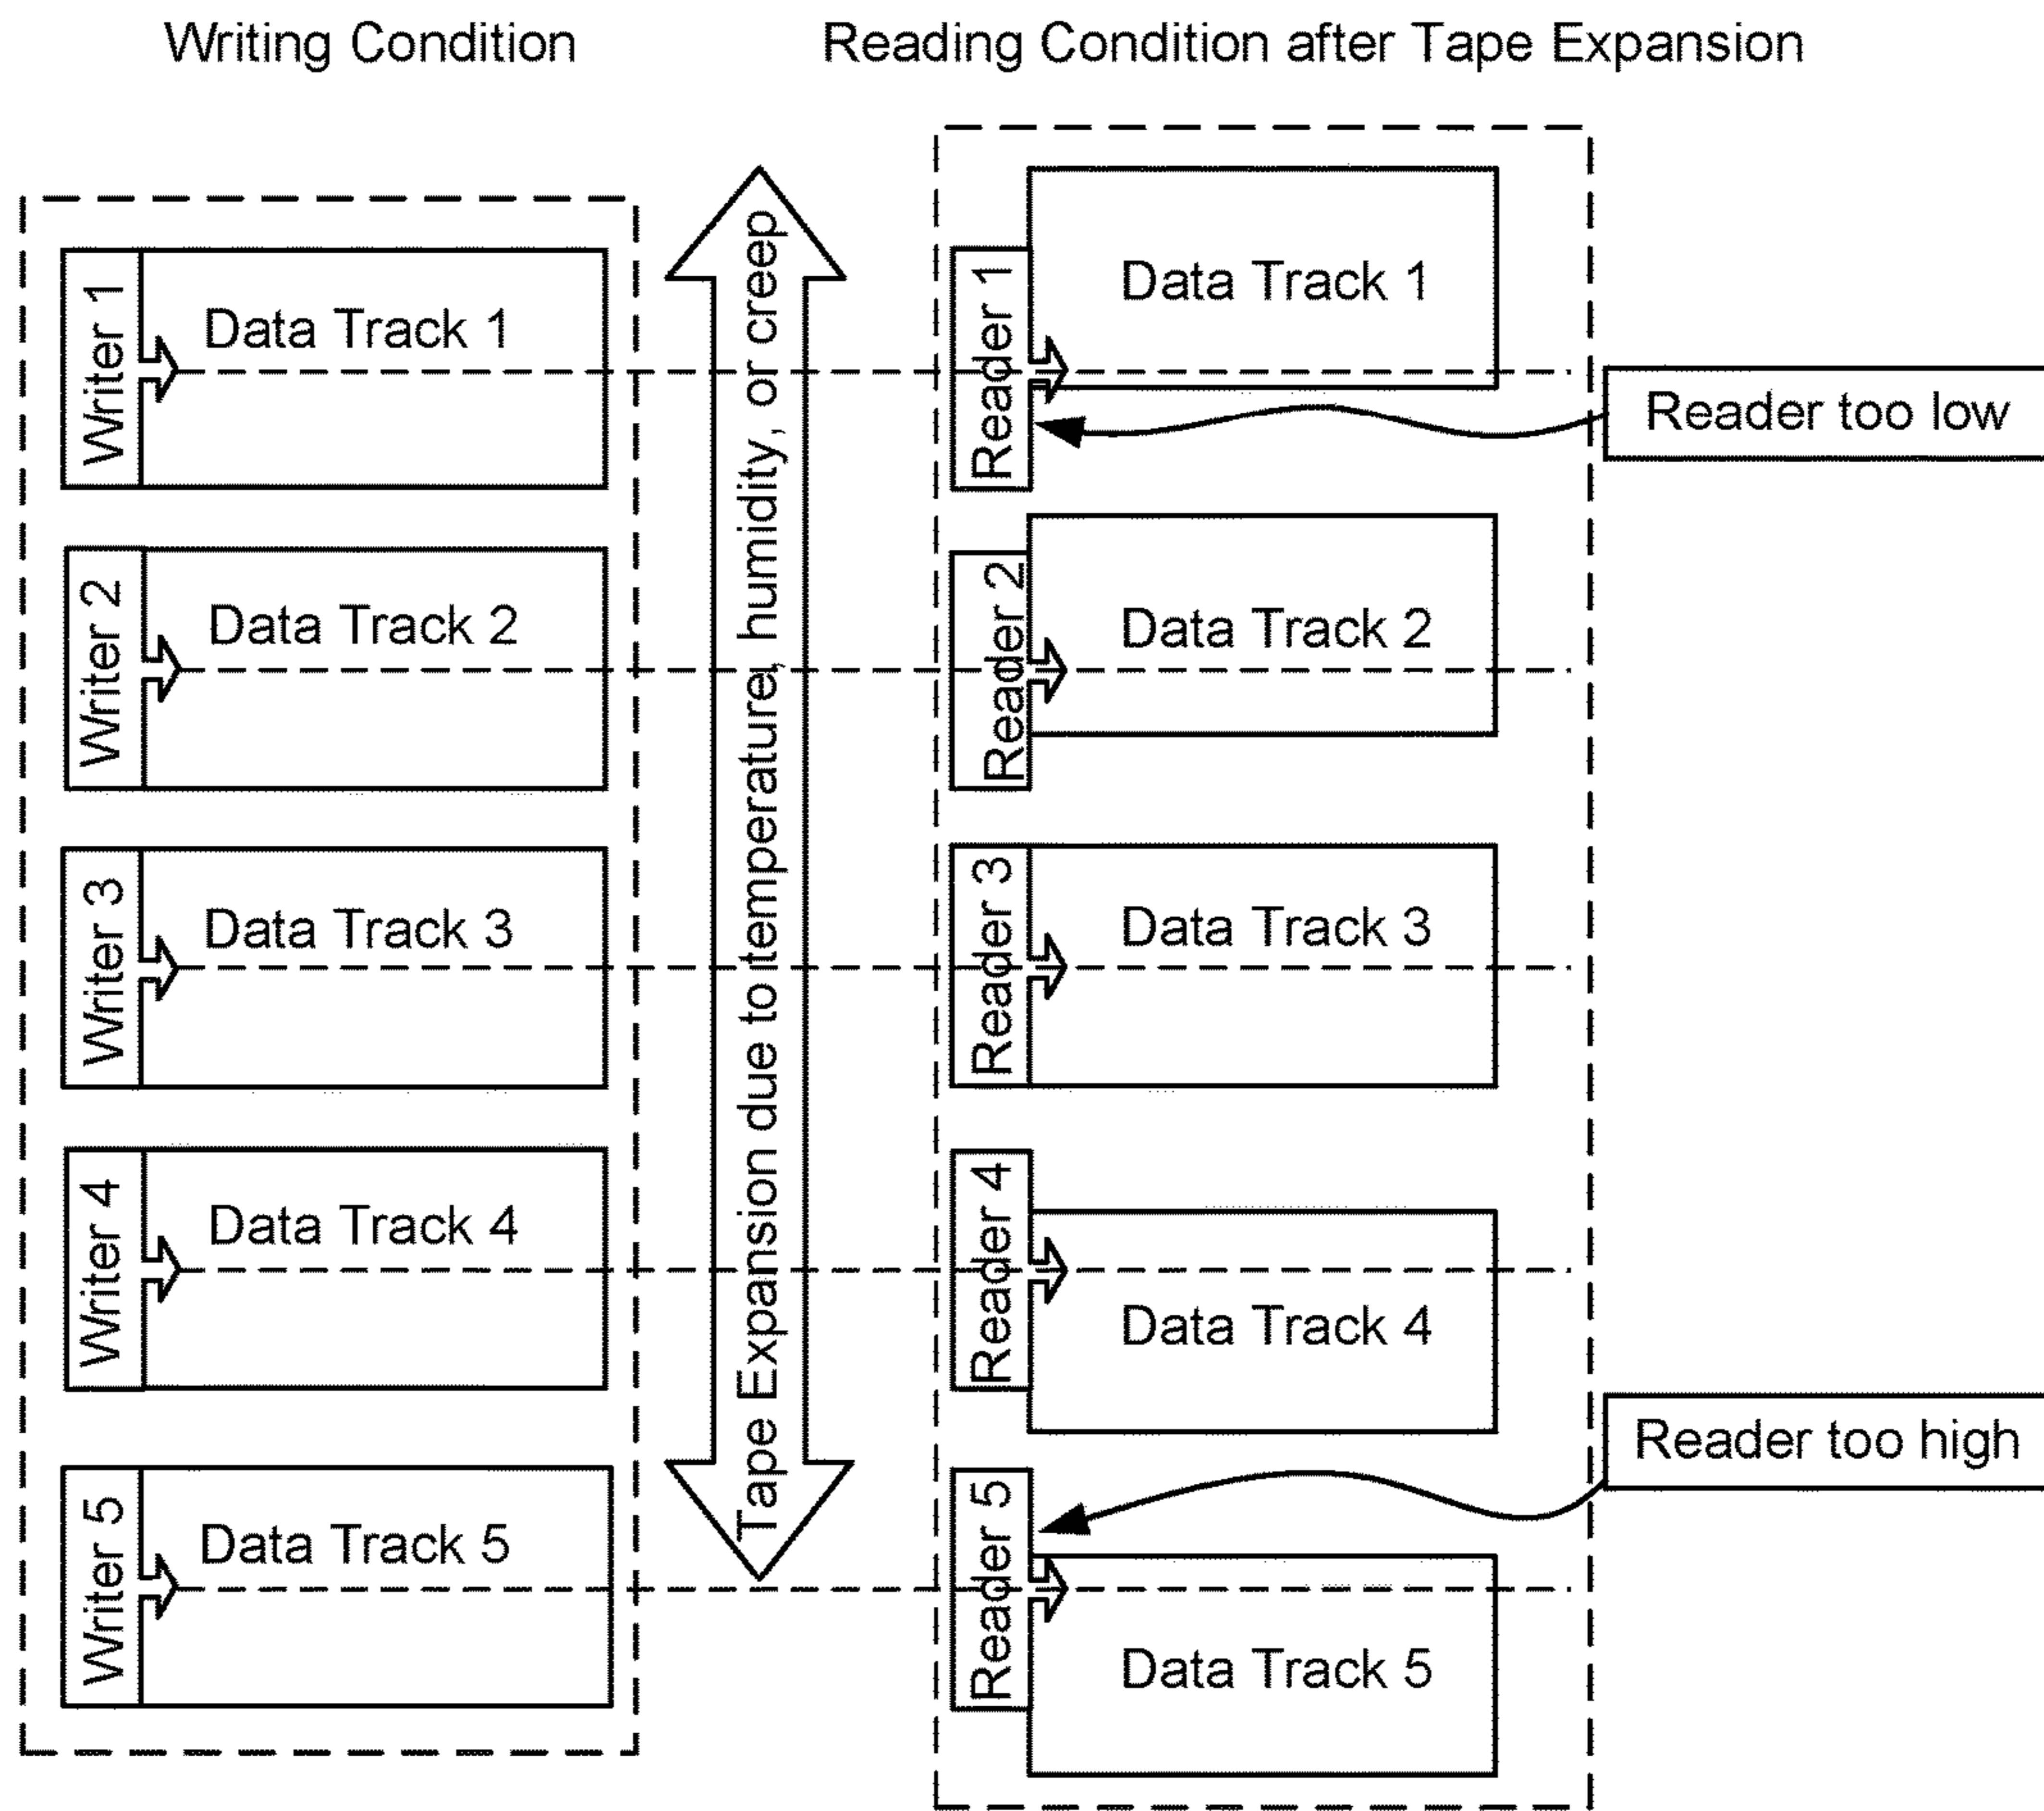 Writing Condition
Reading Condition after Tape Expansion
Writer 1
Data Track 1
Writer 2
Data Track 2
Writer 3
Data Track 3
Writer 4
Data Track 4
Writer 5
Data Track 5
Tape Expansion due to temperature, humidity, or creep
Reader 1
Data Track 1
Reader too low
Reader 2
Data Track 2
Reader 3
Data Track 3
Reader 4
Data Track 4
Reader too high
Reader 5
Data Track 5